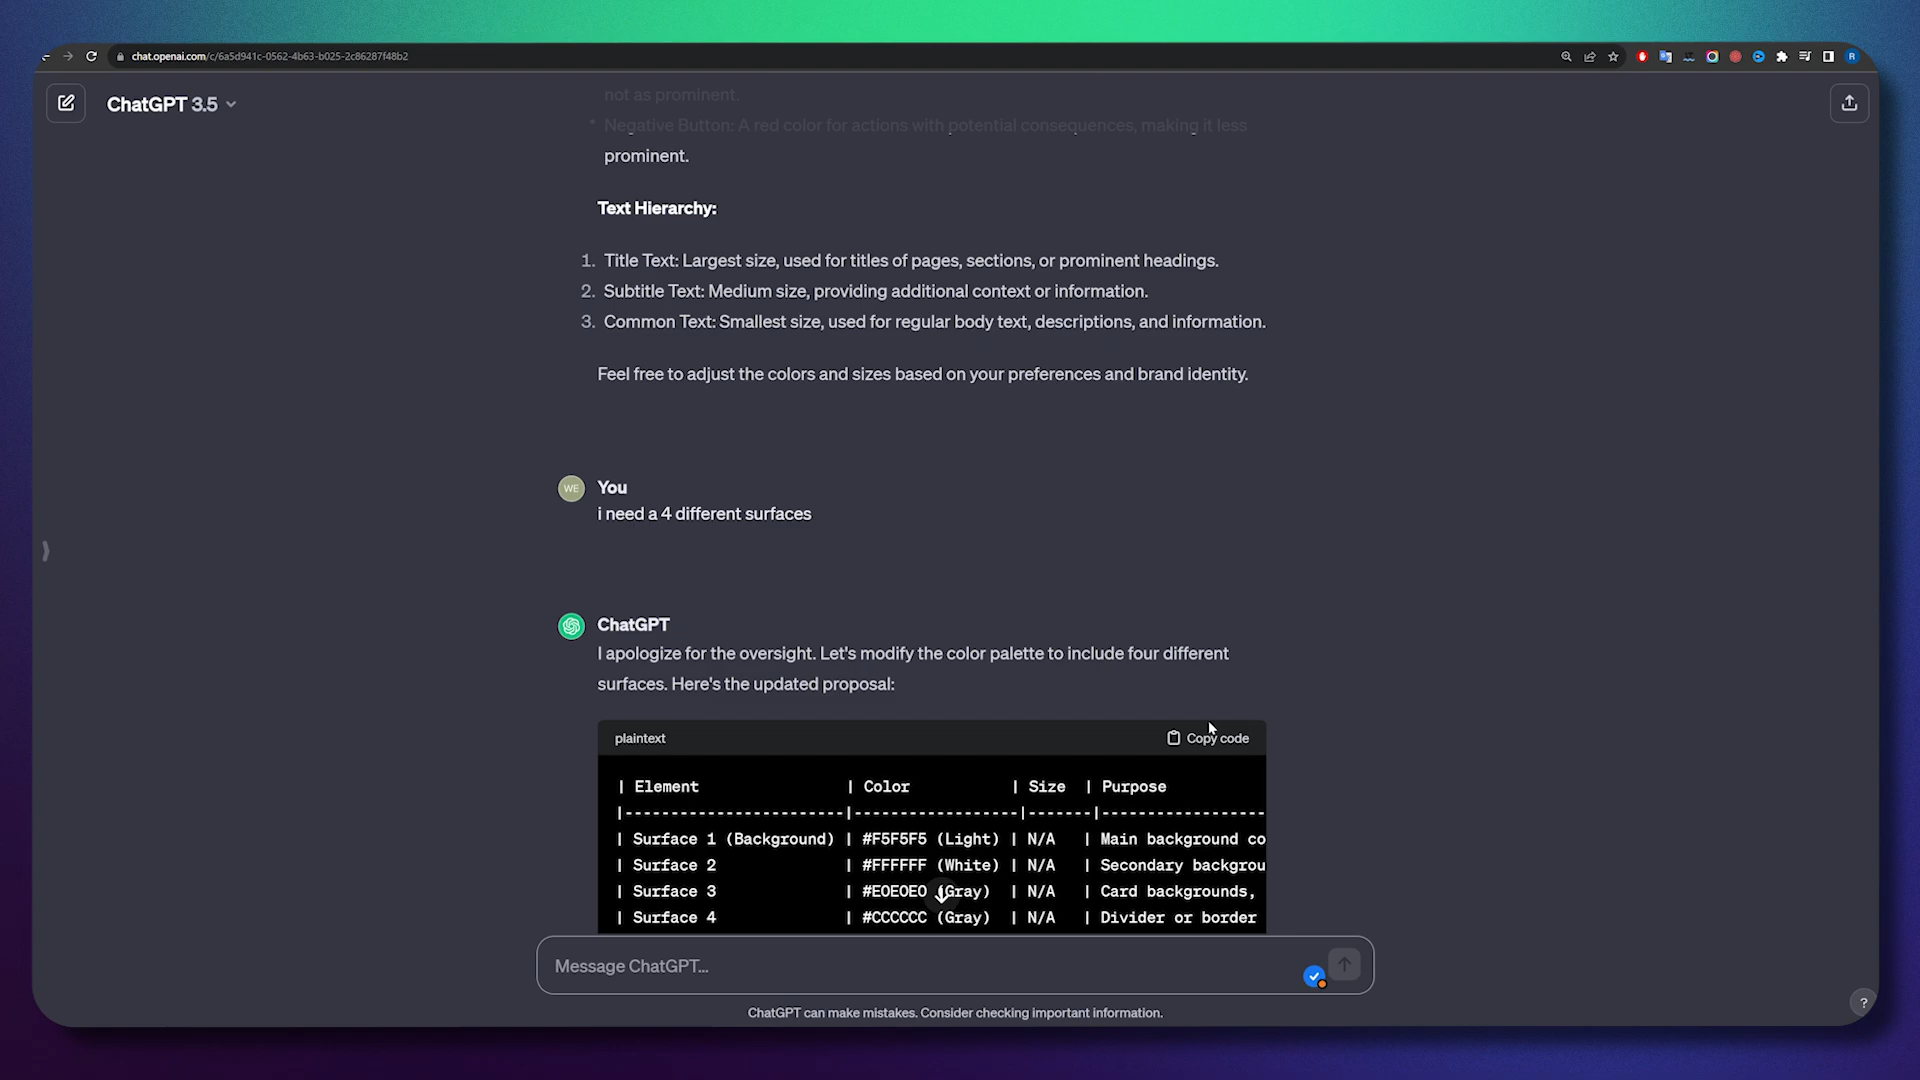 chat.openai.com/c/6a5d941c-0562-4b63-b025-2c86287f48b2
R
ChatGPT 3.5
not as prominent.
Negative Button: A red color for actions with potential consequences, making it less
prominent.
Text Hierarchy:
1. Title Text: Largest size, used for titles of pages, sections, or prominent headings.
2. Subtitle Text: Medium size, providing additional context or information.
3. Common Text: Smallest size, used for regular body text, descriptions, and information.
Feel free to adjust the colors and sizes based on your preferences and brand identity.
WE You
i need a 4 different surfaces
ChatGPT
I apologize for the oversight. Let's modify the color palette to include four different
surfaces. Here's the updated proposal:
plaintext Copy code
| Element | Color | Size | Purpose
|-----------------------|-----------------|-------|------------------
| Surface 1 (Background) | #F5F5F5 (Light) | N/A | Main background co
| Surface 2 | #FFFFFF (White) | N/A | Secondary backgrou
| Surface 3 | #E0E0E0 (Gray) | N/A | Card backgrounds,
| Surface 4 | #CCCCCC (Gray) | N/A | Divider or border
Message ChatGPT...
ChatGPT can make mistakes. Consider checking important information.
?